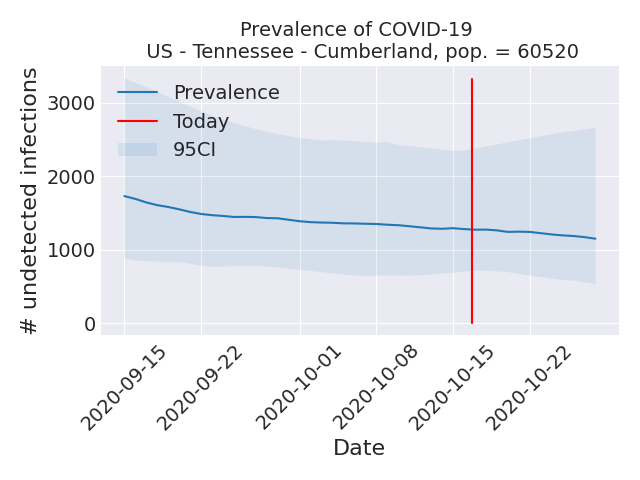 Prevalence of COVID-19
US - Tennessee - Cumberland, pop. = 60520
# undetected infections
3000
2000
1000
0
Prevalence
Today
95CI
2020-09-15
2020-09-22
2020-10-01
2020-10-08
2020-10-15
2020-10-22
Date